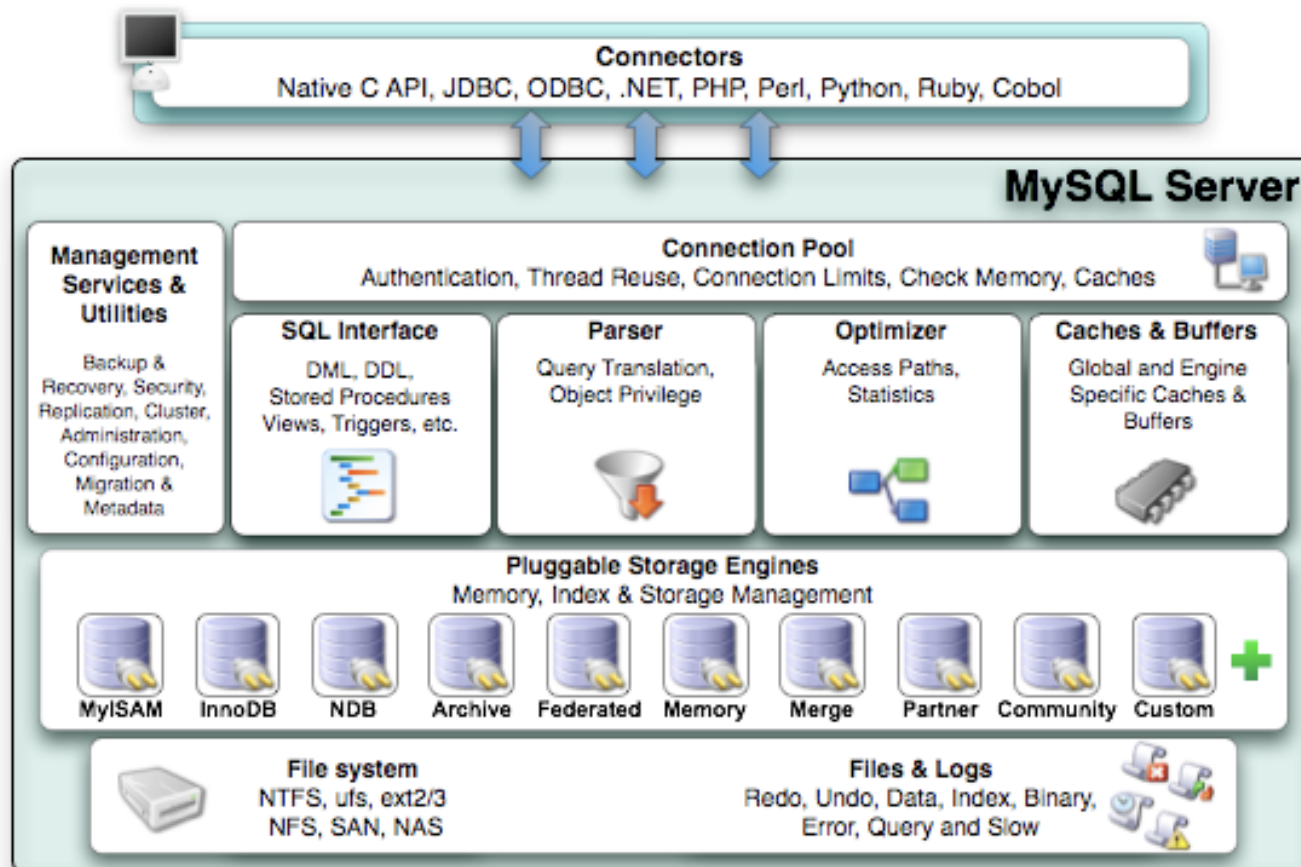 Connectors
Native C API, JDBC, ODBC, .NET, PHP, Perl, Python, Ruby, Cobol
MySQL Server
Management
Services &
Utilities
Backup &
Recovery, Security,
Replication, Cluster,
Administration,
Configuration,
Migration &
Metadata
Connection Pool
Authentication, Thread Reuse, Connection Limits, Check Memory, Caches
SQL Interface
DML, DDL,
Stored Procedures
Views, Triggers, etc.
Parser
Query Translation,
Object Privilege
Optimizer
Access Paths,
Statistics
Caches & Buffers
Global and Engine
Specific Caches &
Buffers
Pluggable Storage Engines
Memory, Index & Storage Management
MyISAM
InnoDB
NDB
Archive
Federated
Memory
Merge
Partner
Community
Custom
File system
NTFS, ufs, ext2/3
NFS, SAN, NAS
Files & Logs
Redo, Undo, Data, Index, Binary,
Error, Query and Slow